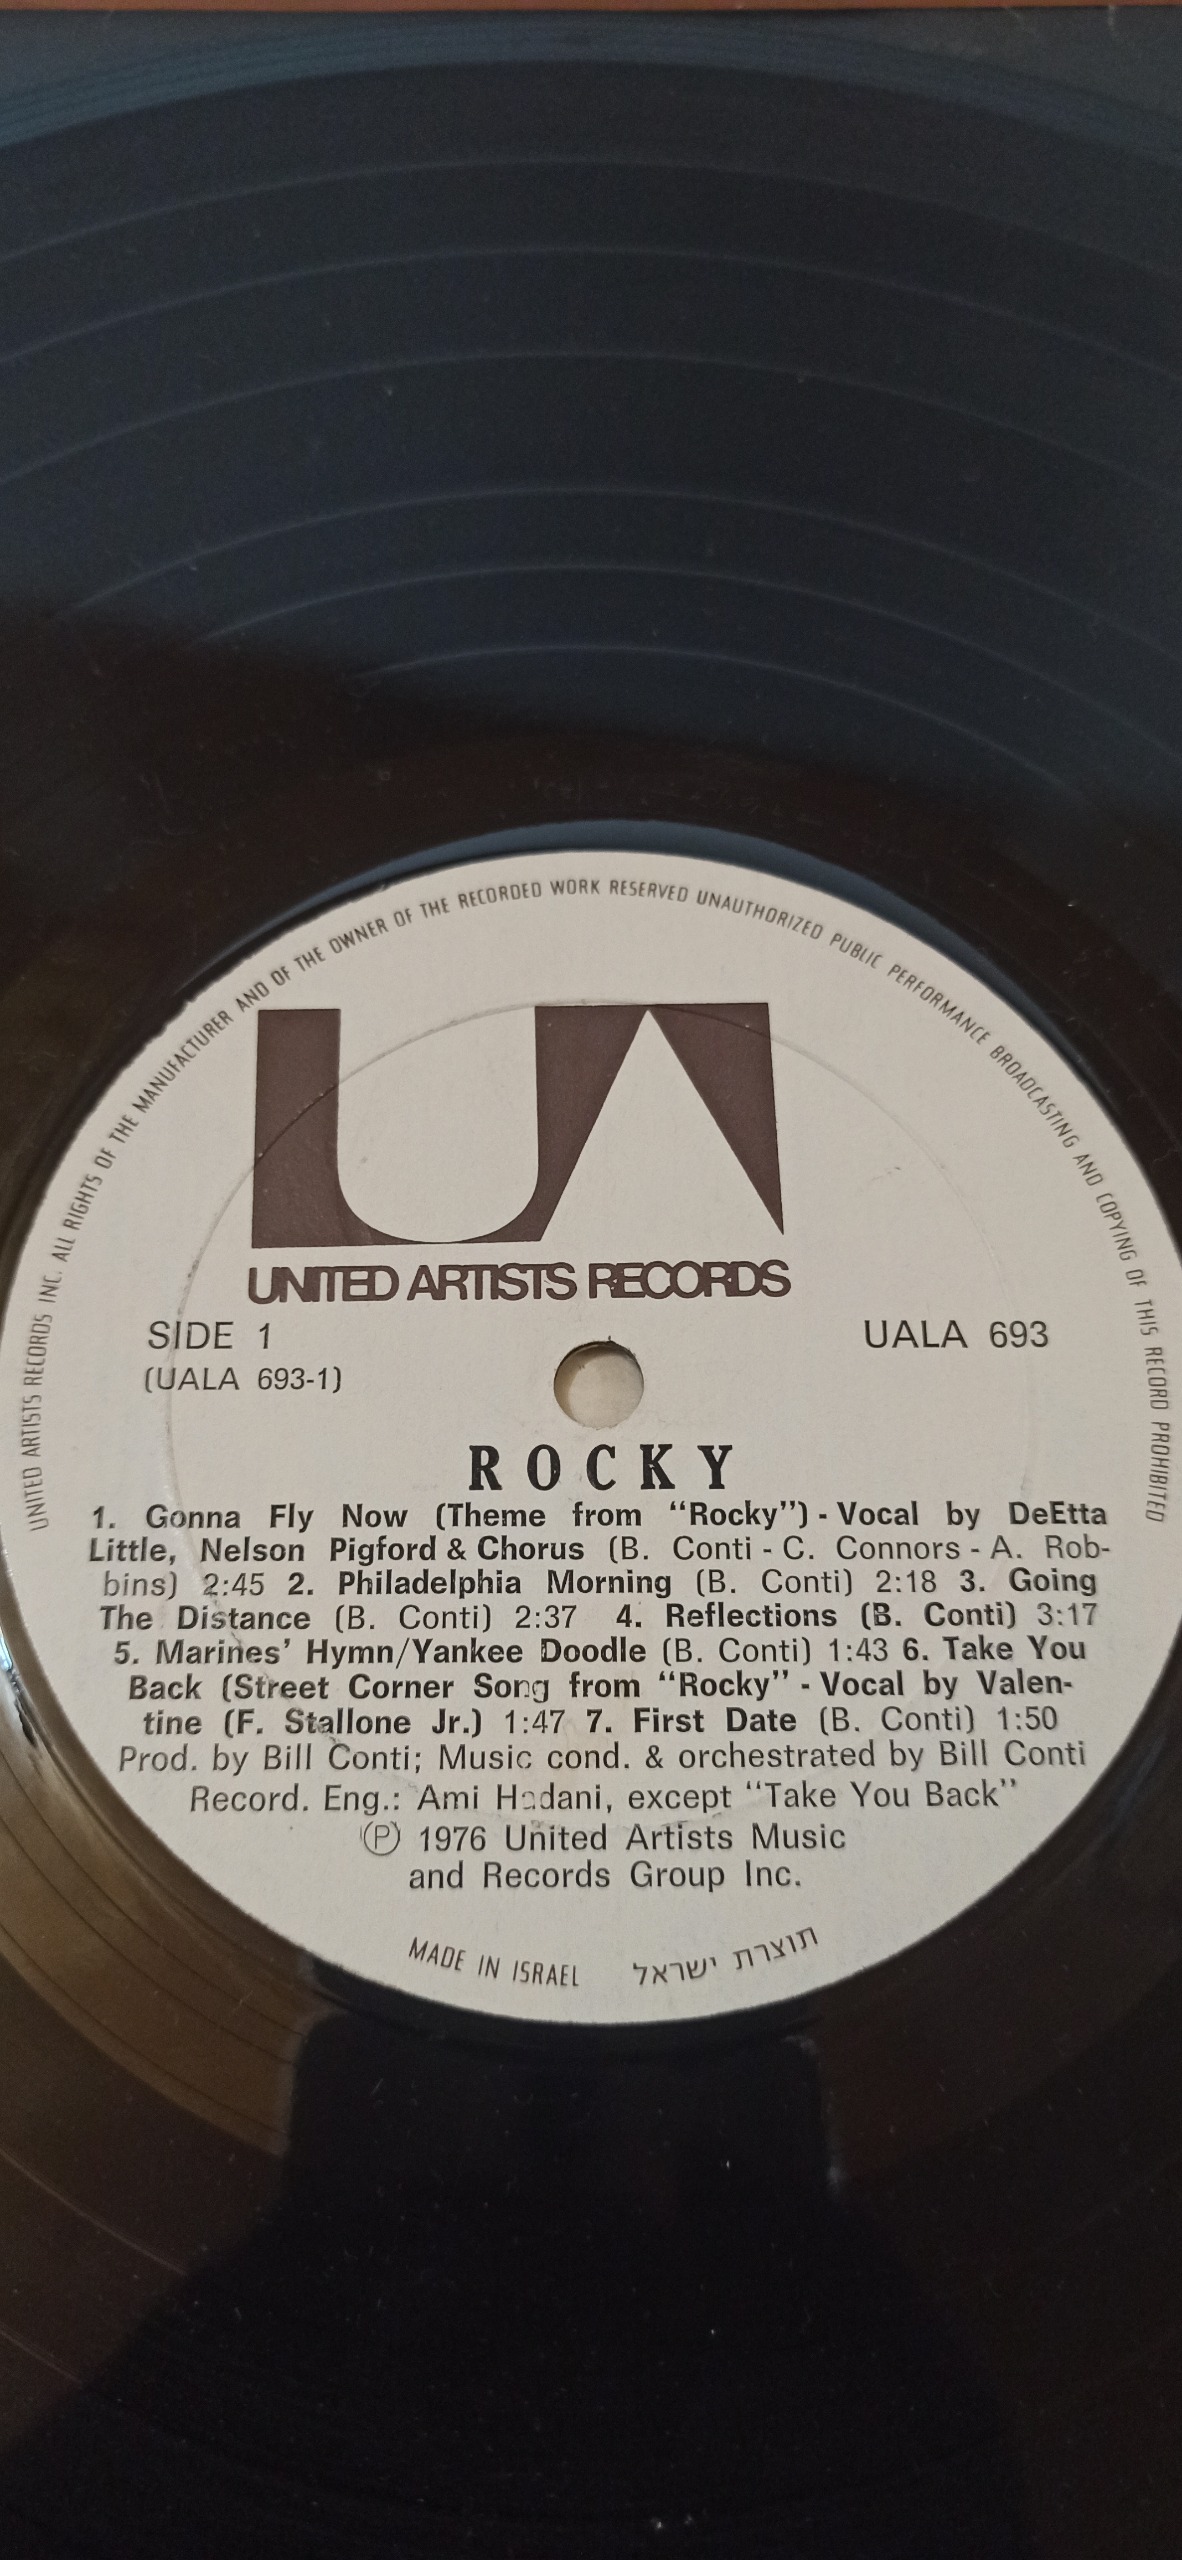 UNITED ARTISTS RECORDS INC. ALL RIGHTS OF THE MANUFACTURER AND OF THE OWNER OF THE RECORDED WORK RESERVED UNAUTHORIZED PUBLIC PERFORMANCE BROADCASTING AND COPYING OF THIS RECORD PROHIBITED
UA
UNITED ARTISTS RECORDS
SIDE 1 UALA 693
(UALA 693-1)
ROCKY
1. Gonna Fly Now (Theme from “Rocky”) - Vocal by DeEtta
Little, Nelson Pigford & Chorus (B. Conti - C. Connors - A. Rob-
bins) 2:45 2. Philadelphia Morning (B. Conti) 2:18 3. Going
The Distance (B. Conti) 2:37 4. Reflections (B. Conti) 3:17
5. Marines’ Hymn/Yankee Doodle (B. Conti) 1:43 6. Take You
Back (Street Corner Song from “Rocky” - Vocal by Valen-
tine (F. Stallone Jr.) 1:47 7. First Date (B. Conti) 1:50
Prod. by Bill Conti; Music cond. & orchestrated by Bill Conti
Record. Eng.: Ami Hadani, except “Take You Back”
Ⓟ 1976 United Artists Music
and Records Group Inc.
MADE IN ISRAEL תוצרת ישראל